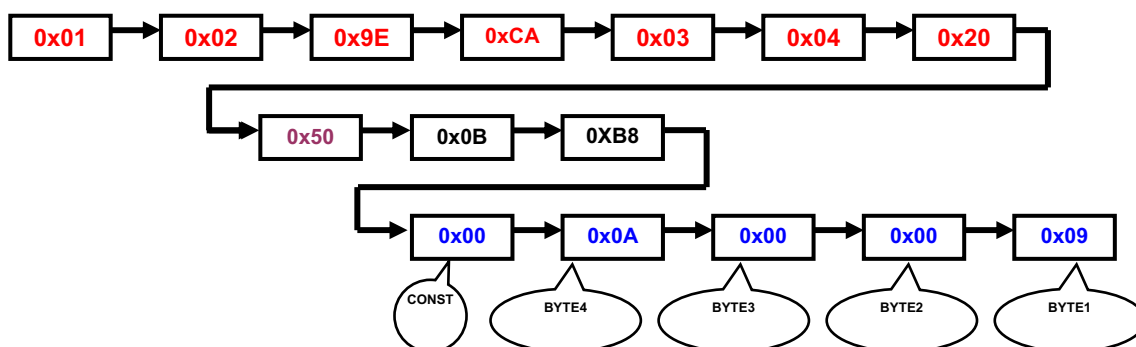 0x01 0x02 0x9E 0xCA 0x03 0x04 0x20
0x50 0x0B 0XB8
0x00 0x0A 0x00 0x00 0x09
CONST BYTE4 BYTE3 BYTE2 BYTE1